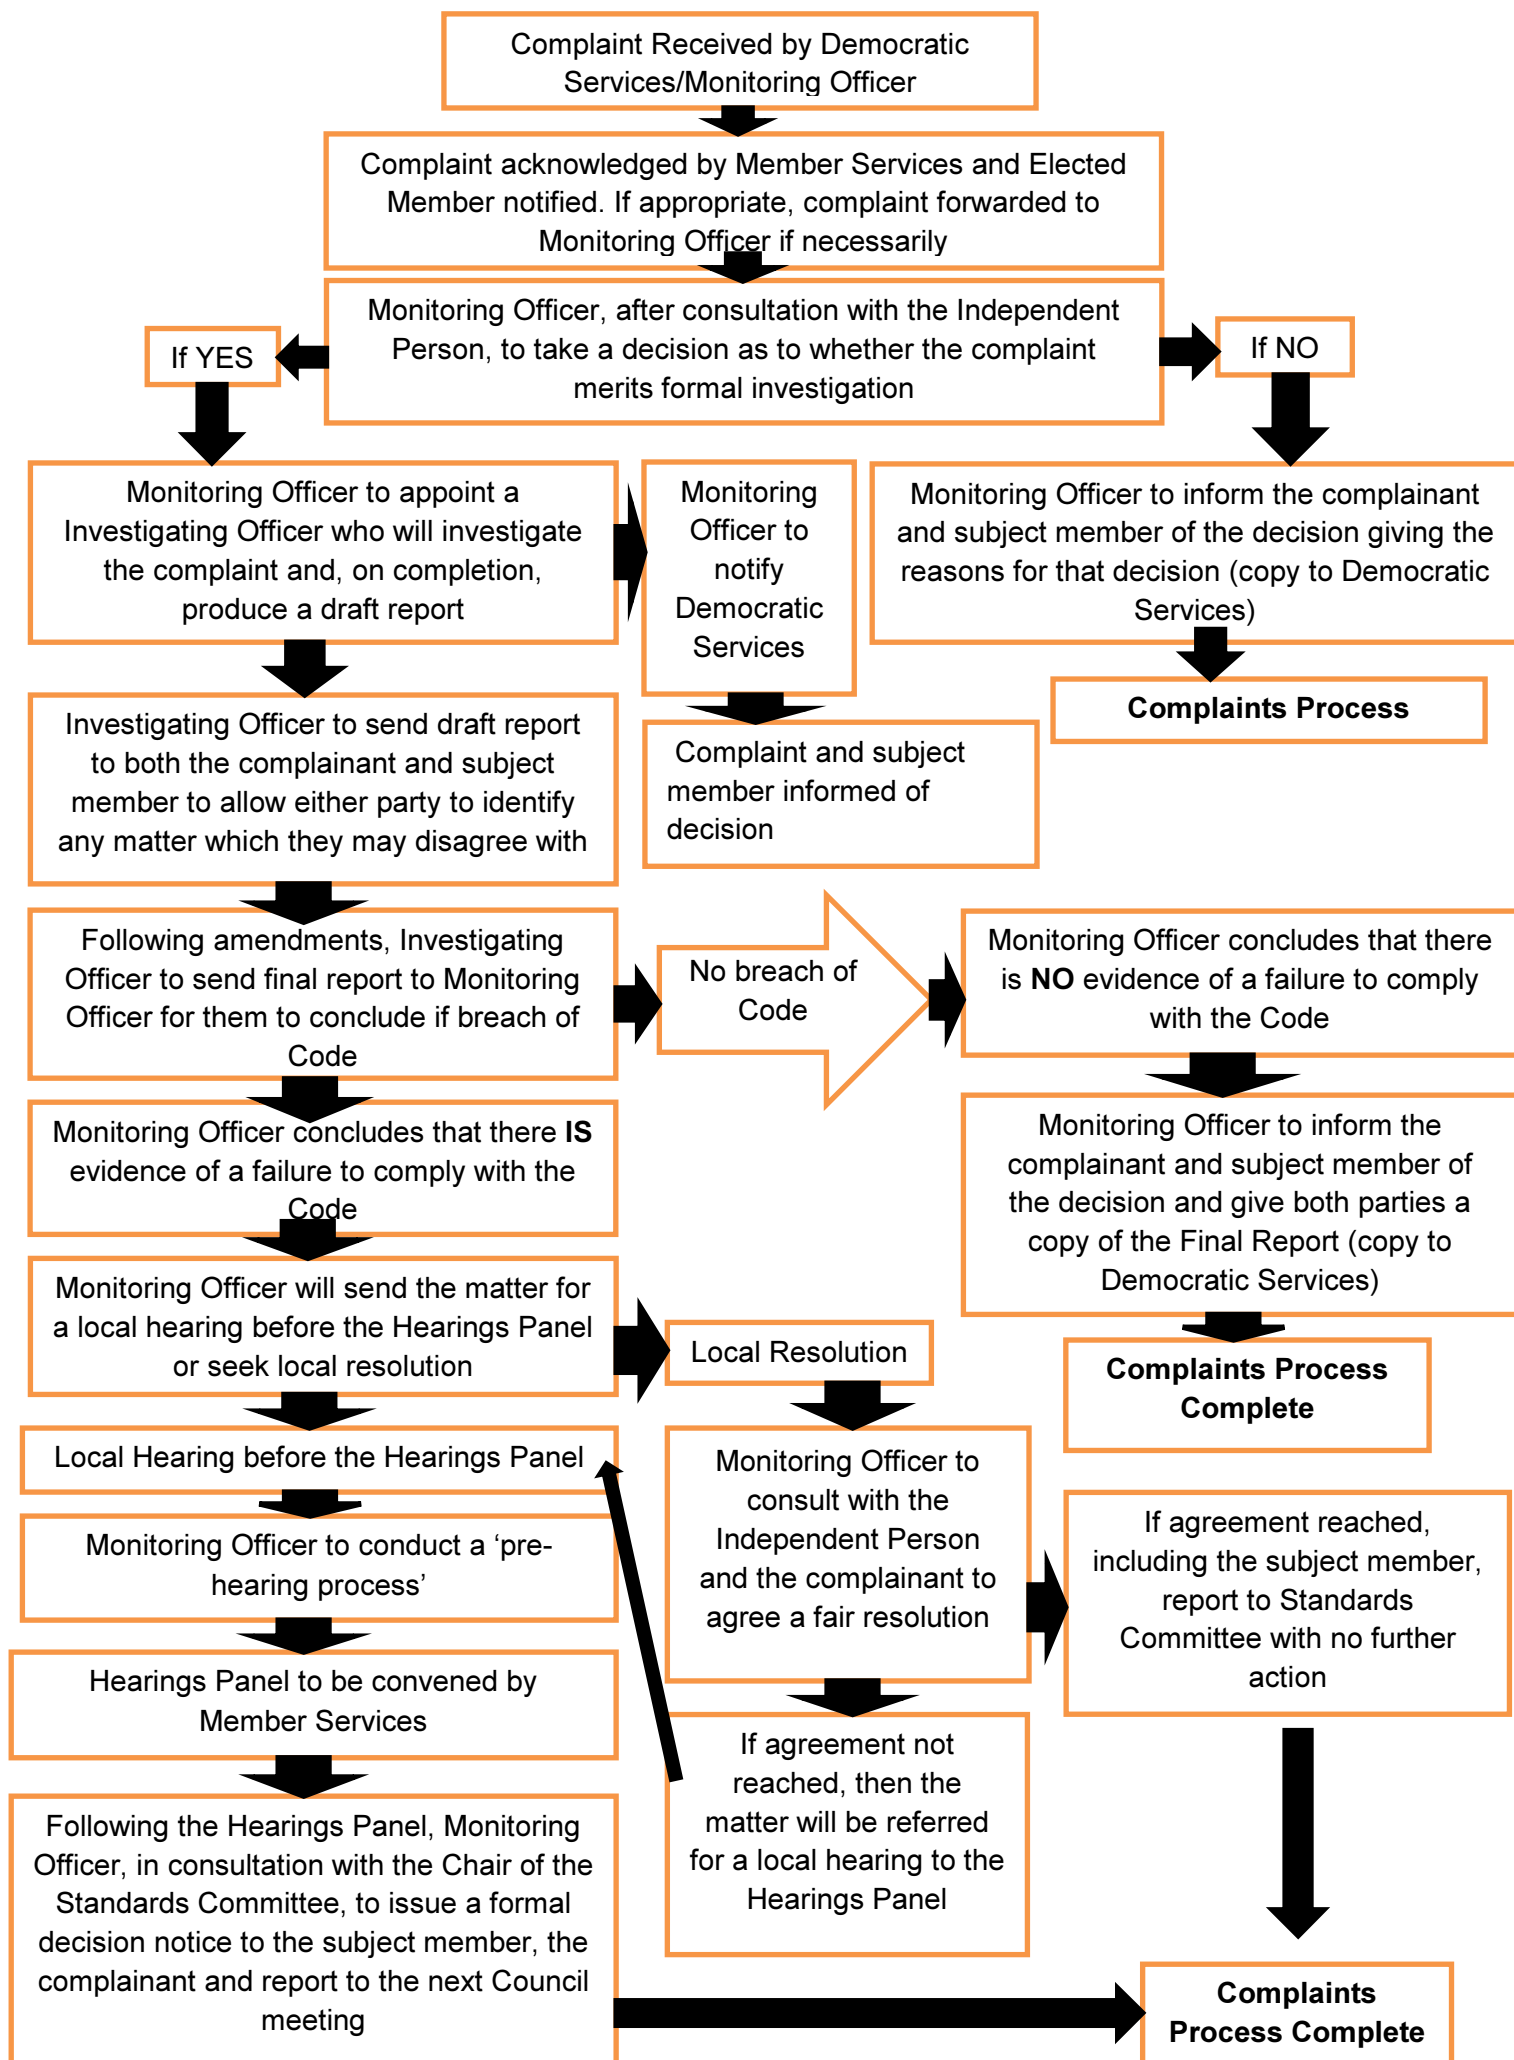 Complaint Received by Democratic
Services/Monitoring Officer
Complaint acknowledged by Member Services and Elected
Member notified. If appropriate, complaint forwarded to
Monitoring Officer if necessarily
Monitoring Officer, after consultation with the Independent
Person, to take a decision as to whether the complaint
merits formal investigation
If YES
If NO
Monitoring Officer to appoint a
Investigating Officer who will investigate
the complaint and, on completion,
produce a draft report
Monitoring
Officer to
notify
Democratic
Services
Monitoring Officer to inform the complainant
and subject member of the decision giving the
reasons for that decision (copy to Democratic
Services)
Complaints Process
Investigating Officer to send draft report
to both the complainant and subject
member to allow either party to identify
any matter which they may disagree with
Complaint and subject
member informed of
decision
Following amendments, Investigating
Officer to send final report to Monitoring
Officer for them to conclude if breach of
Code
No breach of
Code
Monitoring Officer concludes that there
is NO evidence of a failure to comply
with the Code
Monitoring Officer concludes that there IS
evidence of a failure to comply with the
Code
Monitoring Officer to inform the
complainant and subject member of
the decision and give both parties a
copy of the Final Report (copy to
Democratic Services)
Monitoring Officer will send the matter for
a local hearing before the Hearings Panel
or seek local resolution
Local Resolution
Complaints Process
Complete
Local Hearing before the Hearings Panel
Monitoring Officer to
consult with the
Independent Person
and the complainant to
agree a fair resolution
If agreement reached,
including the subject member,
report to Standards
Committee with no further
action
Monitoring Officer to conduct a ‘pre-
hearing process’
Hearings Panel to be convened by
Member Services
If agreement not
reached, then the
matter will be referred
for a local hearing to the
Hearings Panel
Following the Hearings Panel, Monitoring
Officer, in consultation with the Chair of the
Standards Committee, to issue a formal
decision notice to the subject member, the
complainant and report to the next Council
meeting
Complaints
Process Complete